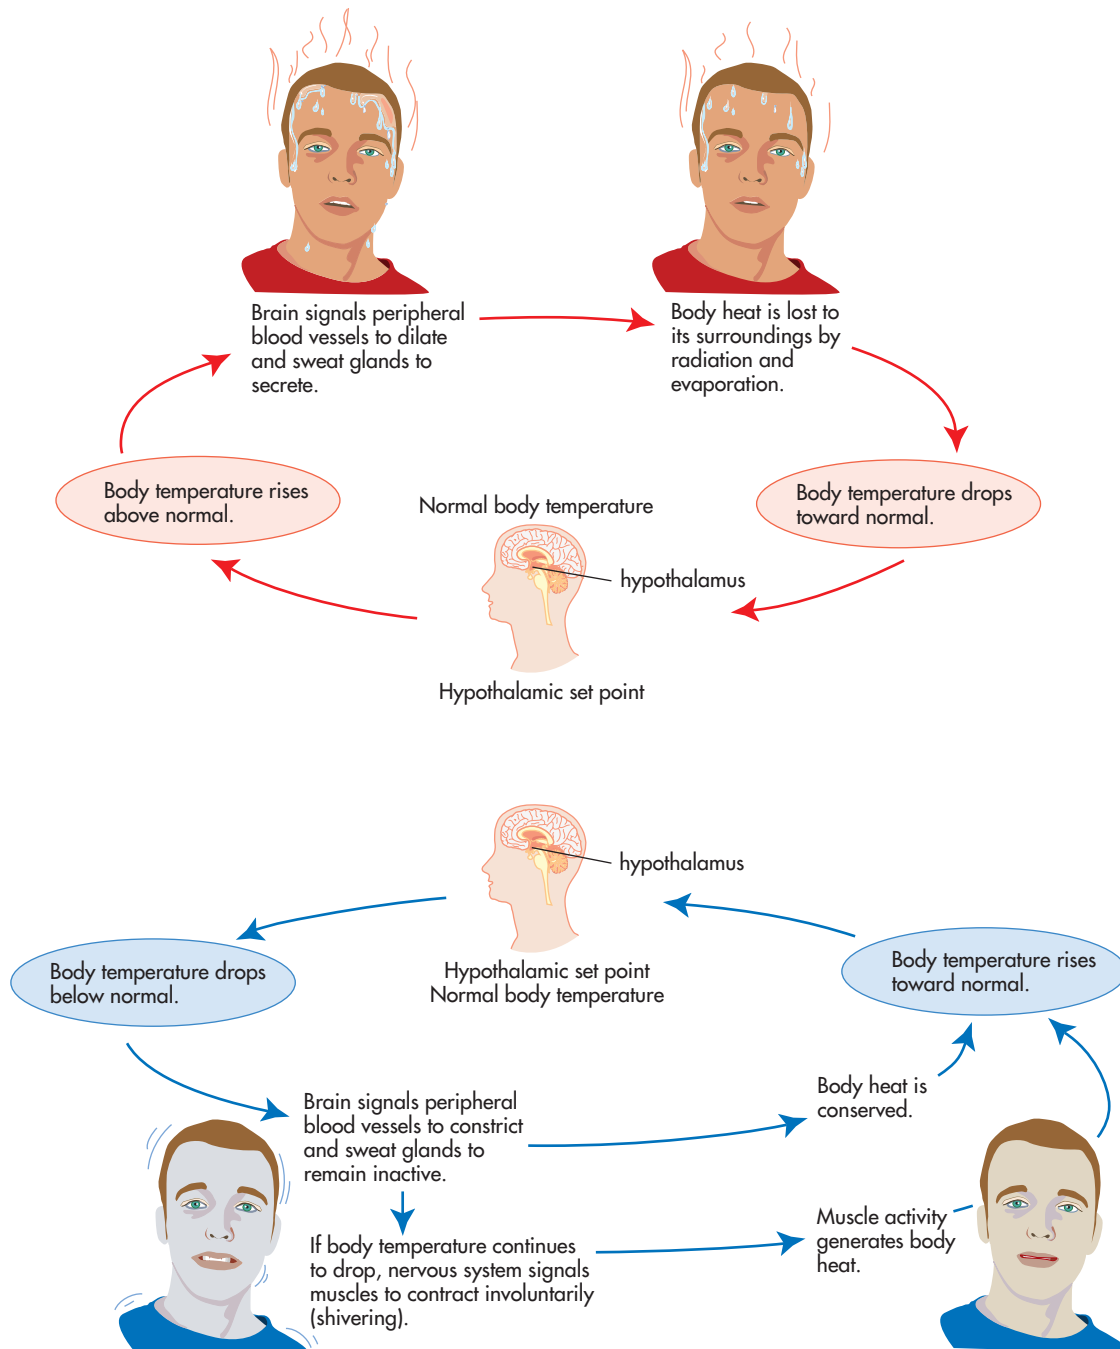 Brain signals peripheral
blood vessels to dilate
and sweat glands to
secrete.
Body heat is lost to
its surroundings by
radiation and
evaporation.
Body temperature rises
above normal.
Normal body temperature
Body temperature drops
toward normal.
hypothalamus
Hypothalamic set point
hypothalamus
Body temperature drops
below normal.
Hypothalamic set point
Normal body temperature
Body temperature rises
toward normal.
Brain signals peripheral
blood vessels to constrict
and sweat glands to
remain inactive.
Body heat is
conserved.
If body temperature continues
to drop, nervous system signals
muscles to contract involuntarily
(shivering).
Muscle activity
generates body
heat.